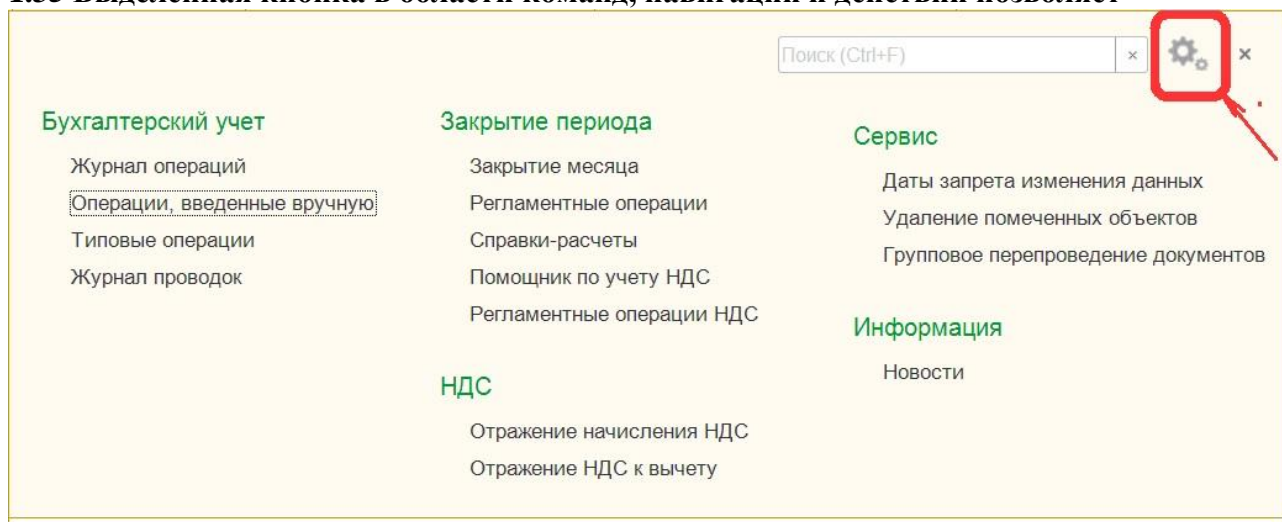 1.35 Выделенная кнопка в области команд, навигации и действий позволяет
Поиск (Ctrl+F)
Бухгалтерский учет
Журнал операций
Операции, введенные вручную
Типовые операции
Журнал проводок
Закрытие периода
Закрытие месяца
Регламентные операции
Справки-расчеты
Помощник по учету НДС
Регламентные операции НДС
НДС
Отражение начисления НДС
Отражение НДС к вычету
Сервис
Даты запрета изменения данных
Удаление помеченных объектов
Групповое перепроведение документов
Информация
Новости